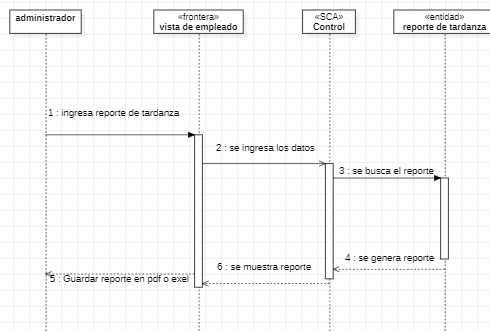 administrador
«frontera»
vista de empleado
«SCA»
Control
«entidad»
reporte de tardanza
1 : ingresa reporte de tardanza
2 : se ingresa los datos
3 : se busca el reporte
4 : se genera reporte
6 : se muestra reporte
5 : Guardar reporte en pdf o exel